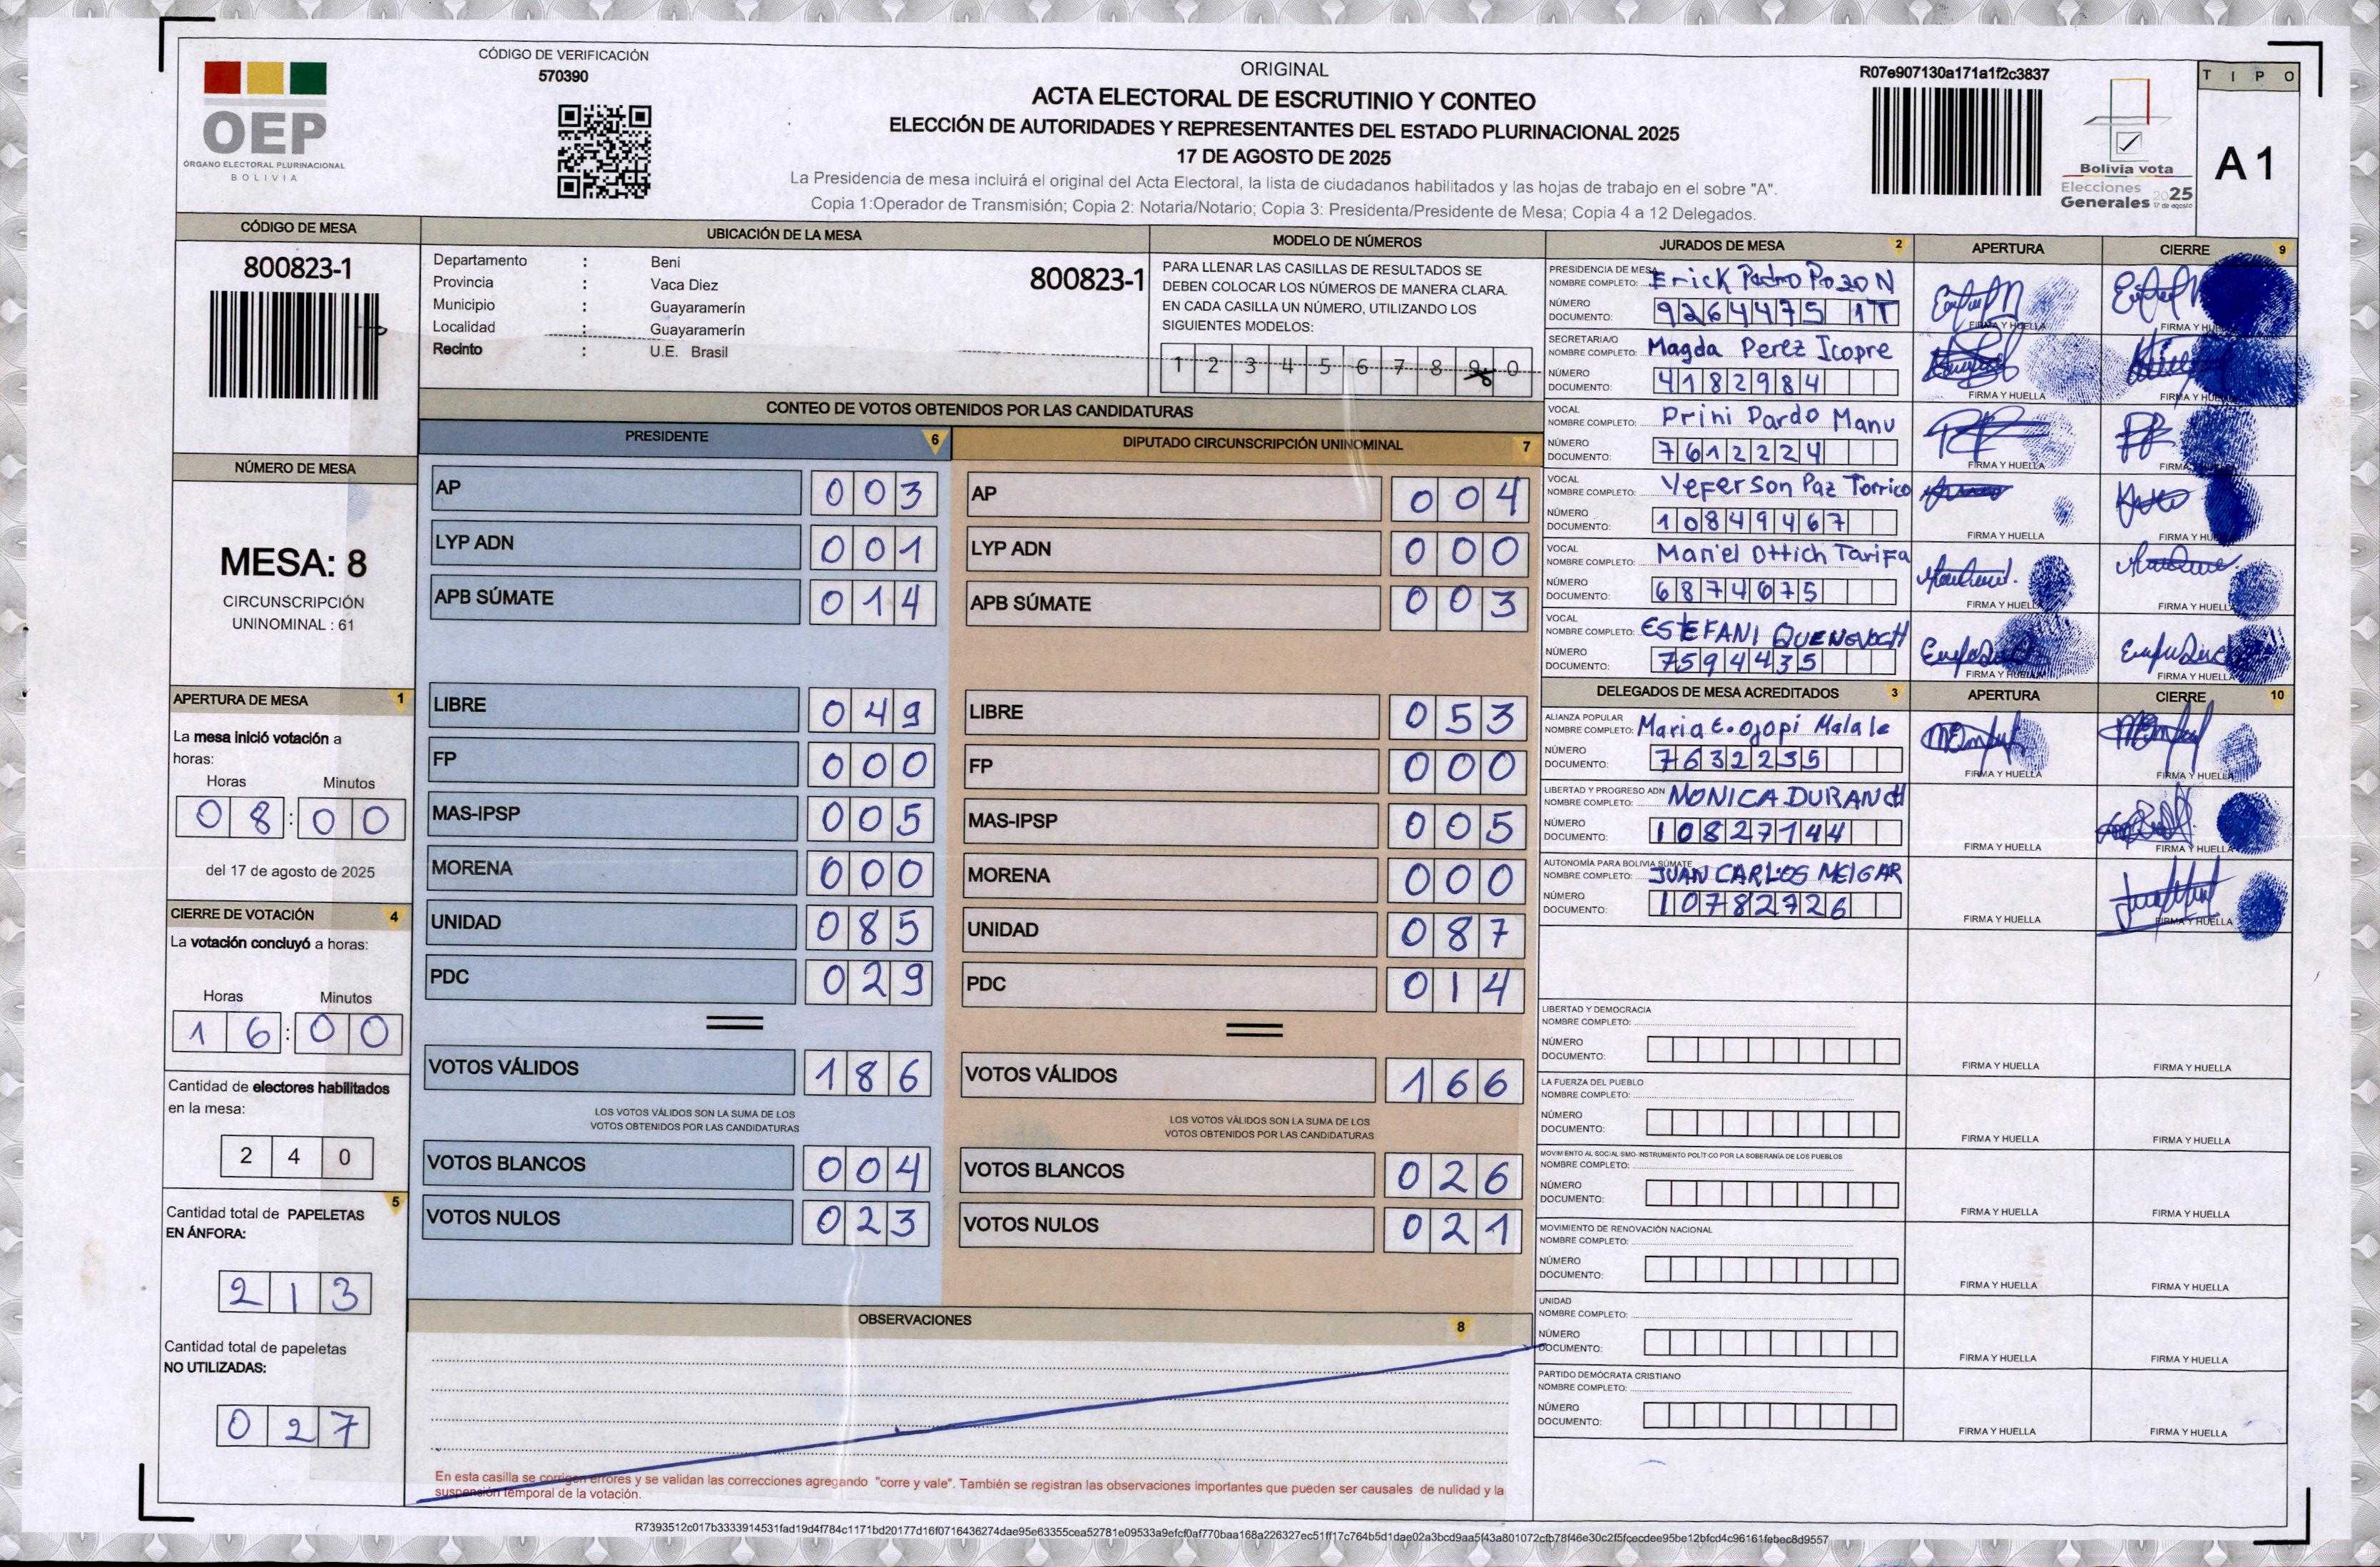 CÓDIGO DE VERIFICACIÓN
570390
OEP
ÓRGANO ELECTORAL PLURINACIONAL
BOLIVIA
ORIGINAL
ACTA ELECTORAL DE ESCRUTINIO Y CONTEO
ELECCIÓN DE AUTORIDADES Y REPRESENTANTES DEL ESTADO PLURINACIONAL 2025
17 DE AGOSTO DE 2025
La Presidencia de mesa incluirá el original del Acta Electoral, la lista de ciudadanos habilitados y las hojas de trabajo en el sobre "A".
Copia 1:Operador de Transmisión; Copia 2: Notaria/Notario; Copia 3: Presidenta/Presidente de Mesa; Copia 4 a 12 Delegados.
R07e907130a171a1f2c3837
Bolivia vota
Elecciones
Generales 2025
17 de agosto
TIPO
A 1
CÓDIGO DE MESA
800823-1
NÚMERO DE MESA
MESA: 8
CIRCUNSCRIPCIÓN
UNINOMINAL : 61
APERTURA DE MESA 1
La mesa inició votación a
horas:
Horas Minutos
08:00
del 17 de agosto de 2025
CIERRE DE VOTACIÓN 4
La votación concluyó a horas:
Horas Minutos
16:00
Cantidad de electores habilitados
en la mesa:
240
5
Cantidad total de PAPELETAS
EN ÁNFORA:
213
Cantidad total de papeletas
NO UTILIZADAS:
027
UBICACIÓN DE LA MESA
Departamento : Beni
800823-1
Provincia : Vaca Diez
Municipio : Guayaramerín
Localidad : Guayaramerín
Recinto : U.E. Brasil
MODELO DE NÚMEROS
PARA LLENAR LAS CASILLAS DE RESULTADOS SE
DEBEN COLOCAR LOS NÚMEROS DE MANERA CLARA.
EN CADA CASILLA UN NÚMERO, UTILIZANDO LOS
SIGUIENTES MODELOS:
1 2 3 4 5 6 7 8 9 0
CONTEO DE VOTOS OBTENIDOS POR LAS CANDIDATURAS
PRESIDENTE 6
AP 003
LYP ADN 001
APB SÚMATE 014
LIBRE 049
FP 000
MAS-IPSP 005
MORENA 000
UNIDAD 085
PDC 029
VOTOS VÁLIDOS 186
LOS VOTOS VÁLIDOS SON LA SUMA DE LOS
VOTOS OBTENIDOS POR LAS CANDIDATURAS
VOTOS BLANCOS 004
VOTOS NULOS 023
DIPUTADO CIRCUNSCRIPCIÓN UNINOMINAL 7
AP 004
LYP ADN 000
APB SÚMATE 003
LIBRE 053
FP 000
MAS-IPSP 005
MORENA 000
UNIDAD 087
PDC 014
VOTOS VÁLIDOS 166
LOS VOTOS VÁLIDOS SON LA SUMA DE LOS
VOTOS OBTENIDOS POR LAS CANDIDATURAS
VOTOS BLANCOS 026
VOTOS NULOS 021
OBSERVACIONES 8
En esta casilla se corrigen errores y se validan las correcciones agregando "corre y vale". También se registran las observaciones importantes que pueden ser causales de nulidad y la
suspensión temporal de la votación.
JURADOS DE MESA 2 APERTURA CIERRE 9
PRESIDENCIA DE MESA
NOMBRE COMPLETO: Erick Pedro Pozo N
NÚMERO
DOCUMENTO: 9264475 1T
FIRMA Y HUELLA FIRMA Y HUELLA
SECRETARIA/O
NOMBRE COMPLETO: Magda Perez Icopre
NÚMERO
DOCUMENTO: 4182984
FIRMA Y HUELLA FIRMA Y HUELLA
VOCAL
NOMBRE COMPLETO: Prini Pardo Manu
NÚMERO
DOCUMENTO: 7612224
FIRMA Y HUELLA FIRMA
VOCAL
NOMBRE COMPLETO: Yeferson Paz Torrico
NÚMERO
DOCUMENTO: 10849467
FIRMA Y HUELLA FIRMA Y HUELLA
VOCAL
NOMBRE COMPLETO: Mariel Ottich Tarifa
NÚMERO
DOCUMENTO: 6874675
FIRMA Y HUELLA FIRMA Y HUELLA
VOCAL
NOMBRE COMPLETO: ESTEFANI
NÚMERO
DOCUMENTO: 7594435
FIRMA Y HUELLA FIRMA Y HUELLA
DELEGADOS DE MESA ACREDITADOS 3 APERTURA CIERRE 10
ALIANZA POPULAR
NOMBRE COMPLETO: Maria E. Ojopi Malale
NÚMERO
DOCUMENTO: 7632235
FIRMA Y HUELLA FIRMA Y HUELLA
LIBERTAD Y PROGRESO ADN
NOMBRE COMPLETO: MONICA DURAN CH
NÚMERO
DOCUMENTO: 10827144
FIRMA Y HUELLA FIRMA Y HUELLA
AUTONOMÍA PARA BOLIVIA SÚMATE
NOMBRE COMPLETO: JUAN CARLOS MELGAR
NÚMERO
DOCUMENTO: 10782726
FIRMA Y HUELLA FIRMA Y HUELLA
LIBERTAD Y DEMOCRACIA
NOMBRE COMPLETO:
NÚMERO
DOCUMENTO:
FIRMA Y HUELLA FIRMA Y HUELLA
LA FUERZA DEL PUEBLO
NOMBRE COMPLETO:
NÚMERO
DOCUMENTO:
FIRMA Y HUELLA FIRMA Y HUELLA
MOVIMIENTO AL SOCIALISMO-INSTRUMENTO POLÍTICO POR LA SOBERANÍA DE LOS PUEBLOS
NOMBRE COMPLETO:
NÚMERO
DOCUMENTO:
FIRMA Y HUELLA FIRMA Y HUELLA
MOVIMIENTO DE RENOVACIÓN NACIONAL
NOMBRE COMPLETO:
NÚMERO
DOCUMENTO:
FIRMA Y HUELLA FIRMA Y HUELLA
UNIDAD
NOMBRE COMPLETO:
NÚMERO
DOCUMENTO:
FIRMA Y HUELLA FIRMA Y HUELLA
PARTIDO DEMÓCRATA CRISTIANO
NOMBRE COMPLETO:
NÚMERO
DOCUMENTO:
FIRMA Y HUELLA FIRMA Y HUELLA